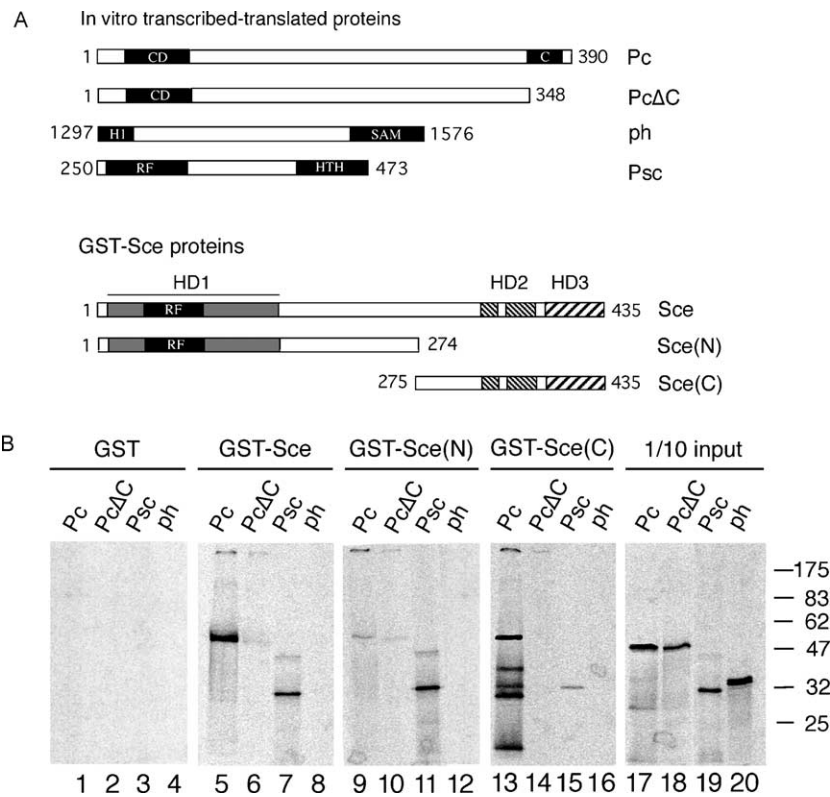 A
In vitro transcribed-translated proteins
1 CD C 390 Pc
1 CD 348 PcΔC
1297 H1 SAM 1576 ph
250 RF HTH 473 Psc
GST-Sce proteins
HD1 HD2 HD3
1 RF 435 Sce
1 RF 274 Sce(N)
275 435 Sce(C)
B
GST GST-Sce GST-Sce(N) GST-Sce(C) 1/10 input
Pc PcΔC Psc ph Pc PcΔC Psc ph Pc PcΔC Psc ph Pc PcΔC Psc ph Pc PcΔC Psc ph
175
83
62
47
32
25
1 2 3 4 5 6 7 8 9 10 11 12 13 14 15 16 17 18 19 20